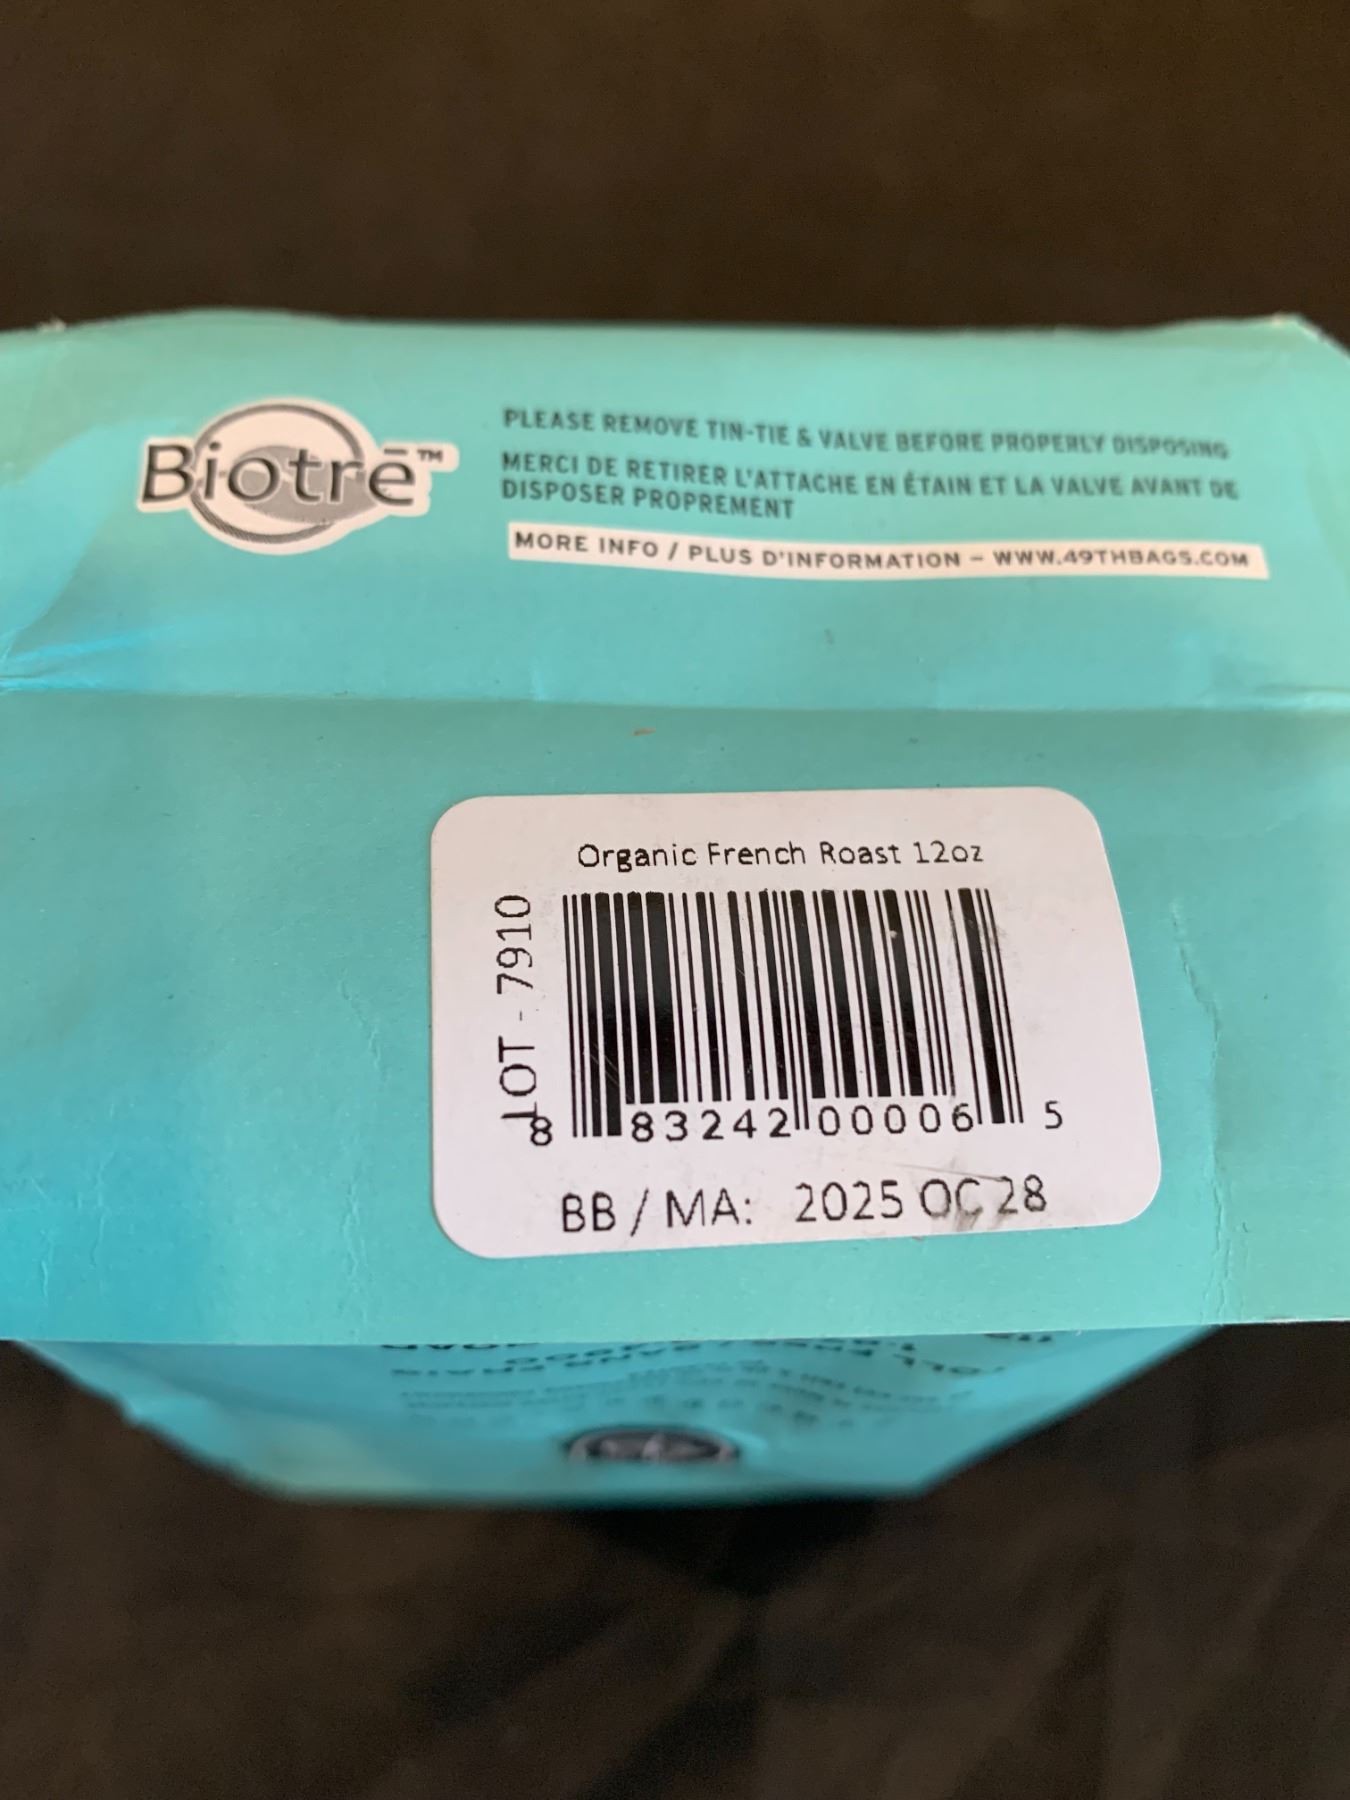 Biotrē™
PLEASE REMOVE TIN-TIE & VALVE BEFORE PROPERLY DISPOSING
MERCI DE RETIRER L'ATTACHE EN ÉTAIN ET LA VALVE AVANT DE
DISPOSER PROPREMENT
MORE INFO / PLUS D'INFORMATION – WWW.49THBAGS.COM
Organic French Roast 12oz
LOT - 7910
8 83242 00006 5
BB / MA: 2025 OC 28